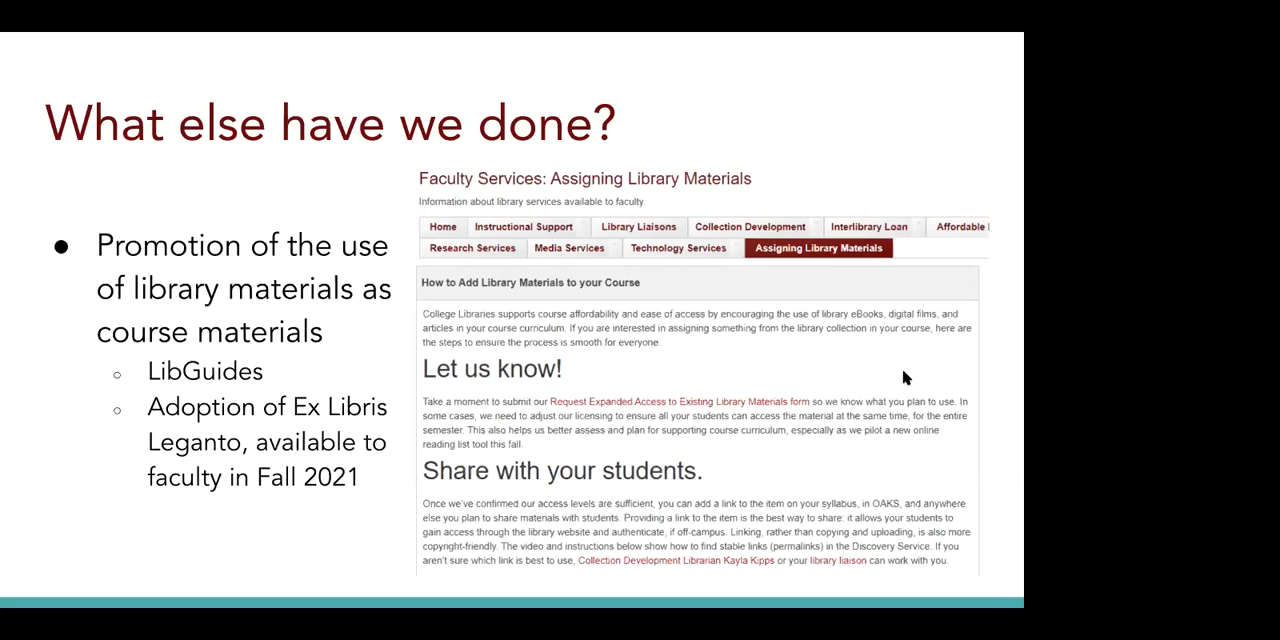 What else have we done?
● Promotion of the use
of library materials as
course materials
○ LibGuides
○ Adoption of Ex Libris
Leganto, available to
faculty in Fall 2021
Faculty Services: Assigning Library Materials
Information about library services available to faculty.
Home Instructional Support Library Liaisons Collection Development Interlibrary Loan Affordable
Research Services Media Services Technology Services Assigning Library Materials
How to Add Library Materials to your Course
College Libraries supports course affordability and ease of access by encouraging the use of library eBooks, digital films, and
articles in your course curriculum. If you are interested in assigning something from the library collection in your course, here are
the steps to ensure the process is smooth for everyone.
Let us know!
Take a moment to submit our Request Expanded Access to Existing Library Materials form so we know what you plan to use. In
some cases, we need to adjust our licensing to ensure all your students can access the material at the same time, for the entire
semester. This also helps us better assess and plan for supporting course curriculum, especially as we pilot a new online
reading list tool this fall.
Share with your students.
Once we've confirmed our access levels are sufficient, you can add a link to the item on your syllabus, in OAKS, and anywhere
else you plan to share materials with students. Providing a link to the item is the best way to share: it allows your students to
gain access through the library website and authenticate, if off-campus. Linking, rather than copying and uploading, is also more
copyright-friendly. The video and instructions below show how to find stable links (permalinks) in the Discovery Service. If you
aren't sure which link is best to use, Collection Development Librarian Kayla Kipps or your library liaison can work with you.